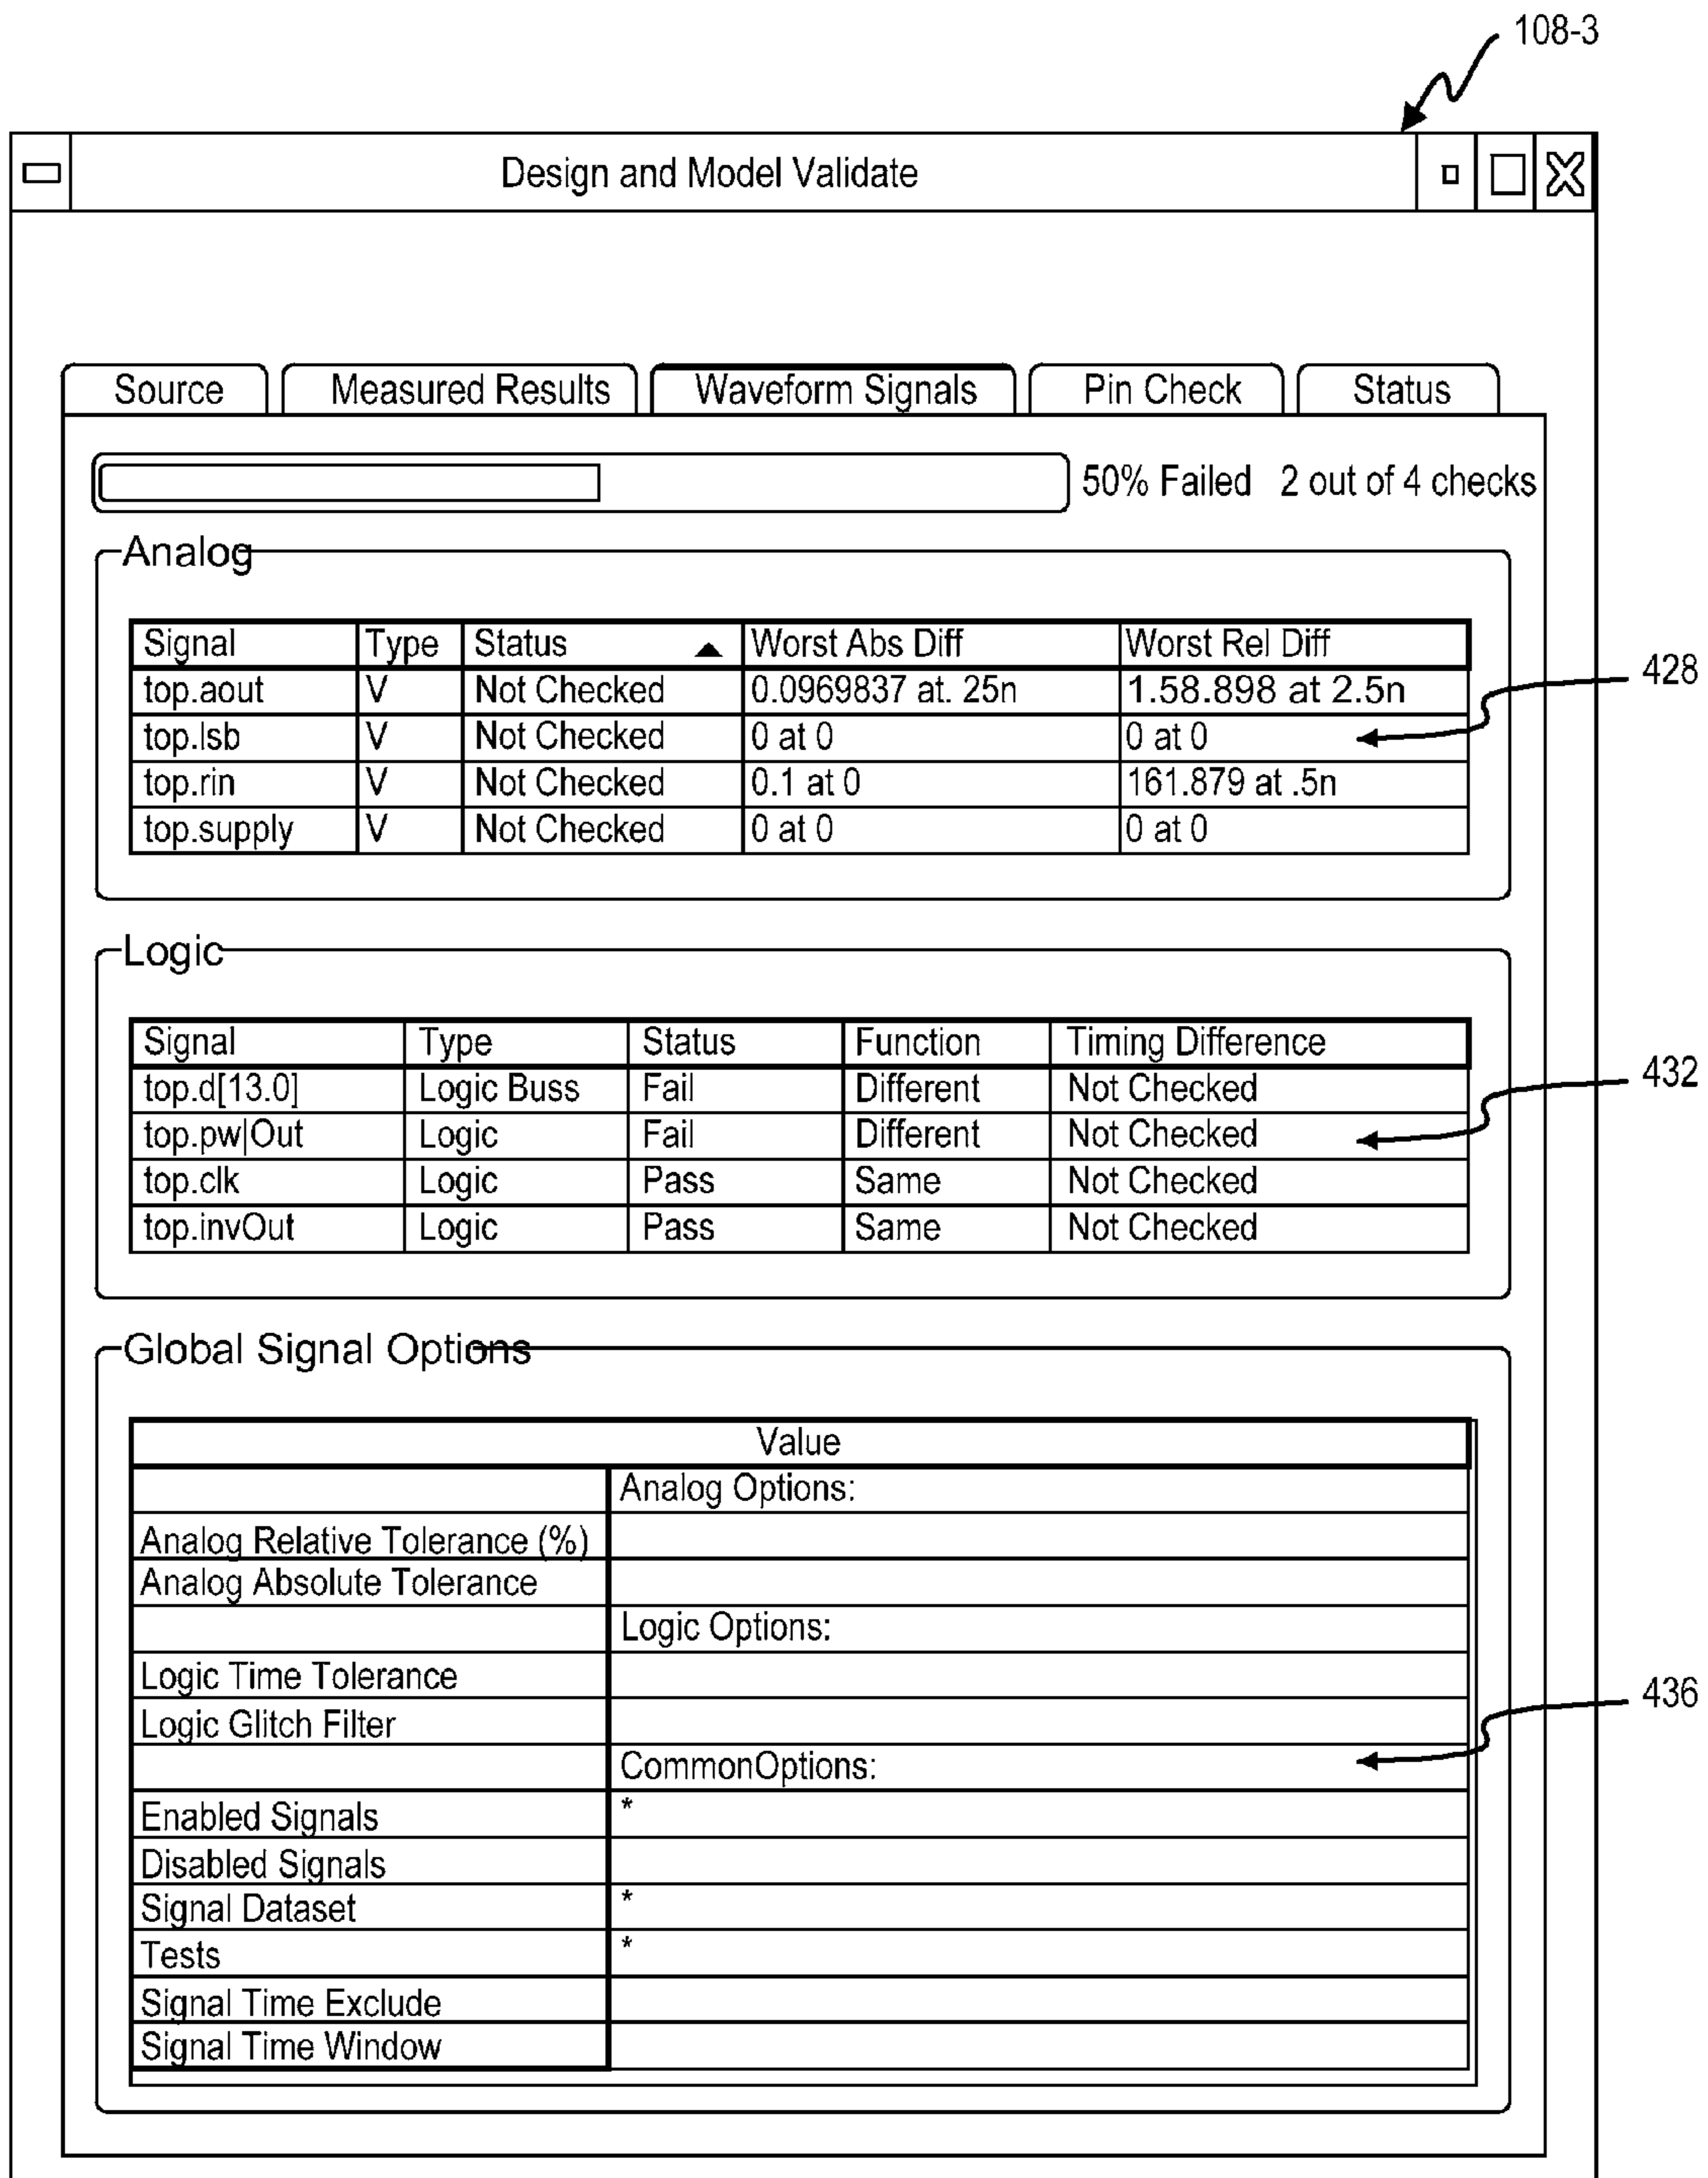 108-3
Design and Model Validate
Source Measured Results Waveform Signals Pin Check Status
50% Failed 2 out of 4 checks
Analog
Signal Type Status Worst Abs Diff Worst Rel Diff
top.aout V Not Checked 0.0969837 at. 25n 1.58.898 at 2.5n
428
top.lsb V Not Checked 0 at 0 0 at 0
top.rin V Not Checked 0.1 at 0 161.879 at .5n
top.supply V Not Checked 0 at 0 0 at 0
Logic
Signal Type Status Function Timing Difference
top.d[13.0] Logic Buss Fail Different Not Checked
432
top.pw|Out Logic Fail Different Not Checked
top.clk Logic Pass Same Not Checked
top.invOut Logic Pass Same Not Checked
Global Signal Options
Value
Analog Options:
Analog Relative Tolerance (%)
Analog Absolute Tolerance
Logic Options:
Logic Time Tolerance
436
Logic Glitch Filter
CommonOptions:
Enabled Signals *
Disabled Signals
Signal Dataset *
Tests *
Signal Time Exclude
Signal Time Window